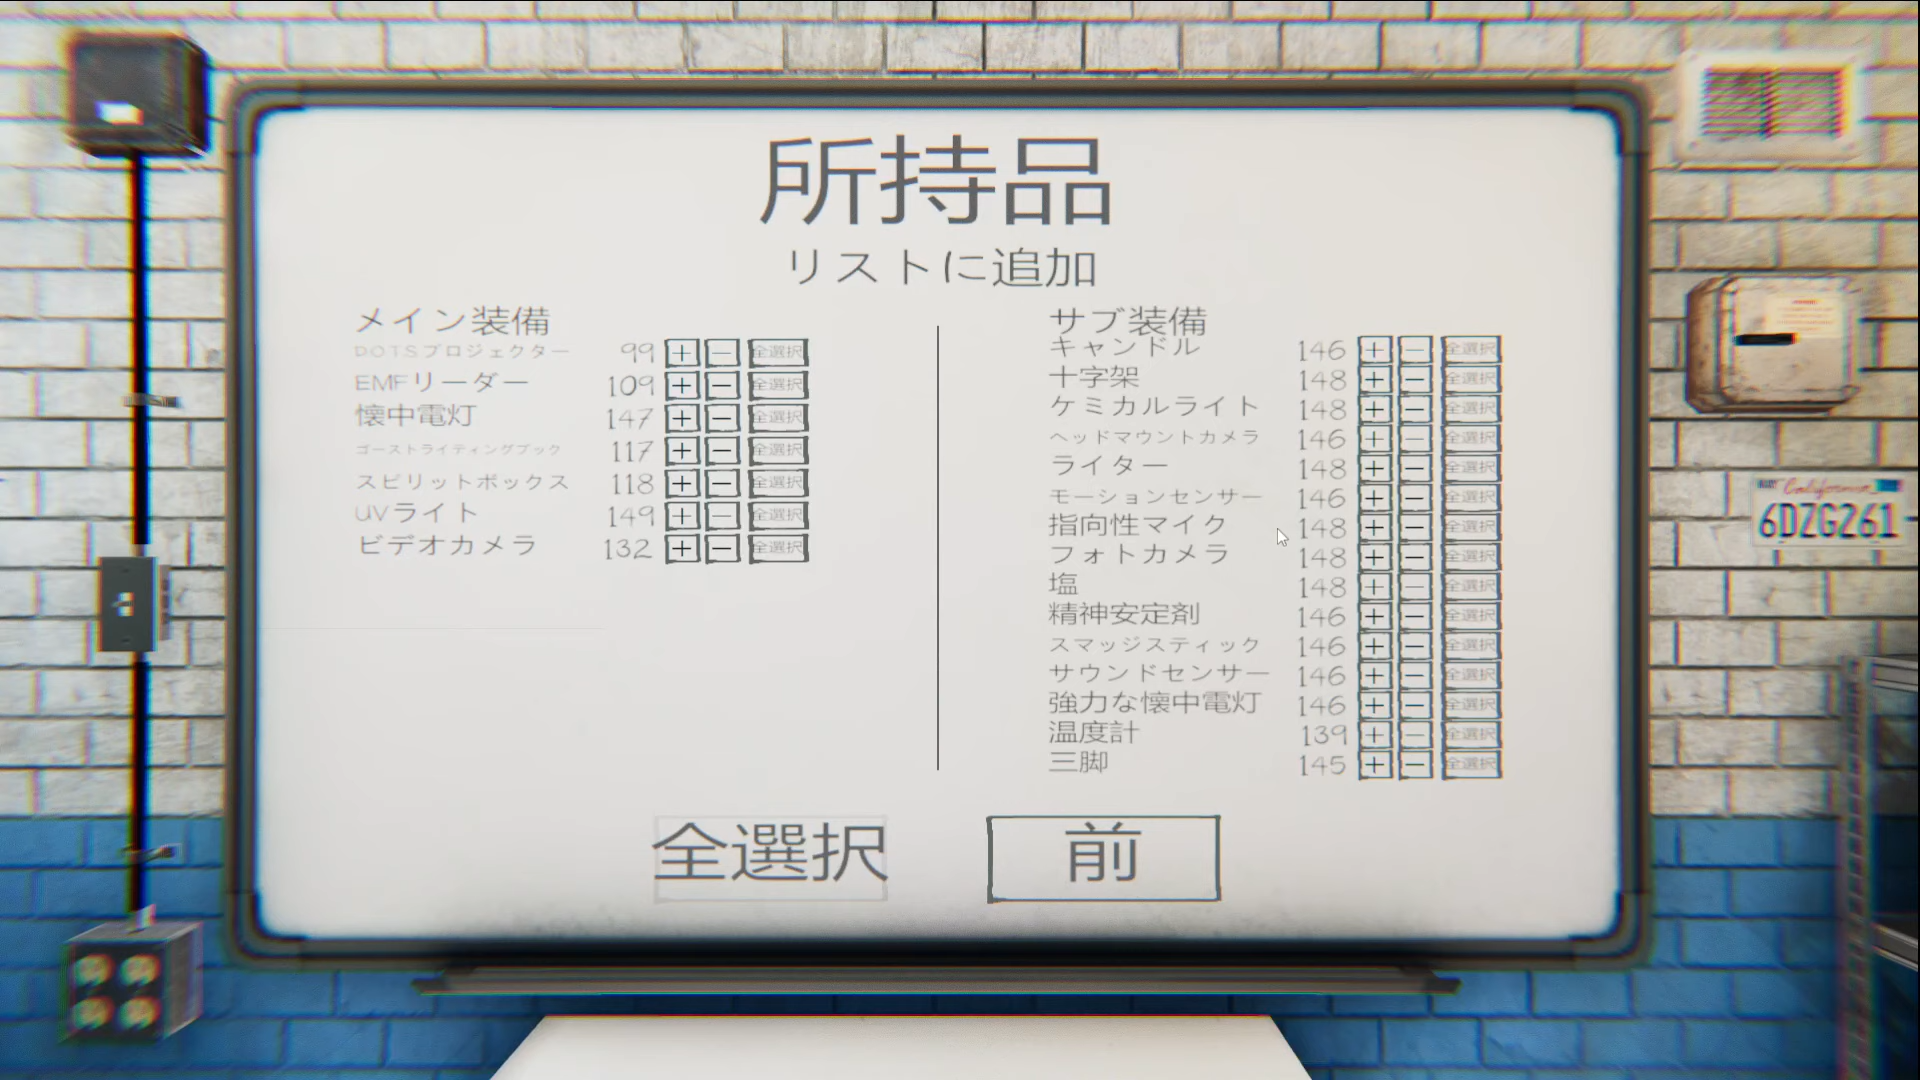 所持品
リストに追加
メイン装備
DOTSプロジェクター 99 + - 全選択
EMFリーダー 109 + - 全選択
懐中電灯 147 + - 全選択
ゴーストライティングブック 117 + - 全選択
スピリットボックス 118 + - 全選択
UVライト 149 + - 全選択
ビデオカメラ 132 + - 全選択
サブ装備
キャンドル 146 + - 全選択
十字架 148 + - 全選択
ケミカルライト 148 + - 全選択
ヘッドマウントカメラ 146 + - 全選択
ライター 148 + - 全選択
モーションセンサー 146 + - 全選択
指向性マイク 148 + - 全選択
フォトカメラ 148 + - 全選択
塩 148 + - 全選択
精神安定剤 146 + - 全選択
スマッジスティック 146 + - 全選択
サウンドセンサー 146 + - 全選択
強力な懐中電灯 146 + - 全選択
温度計 139 + - 全選択
三脚 145 + - 全選択
全選択
前
California
6DZG261